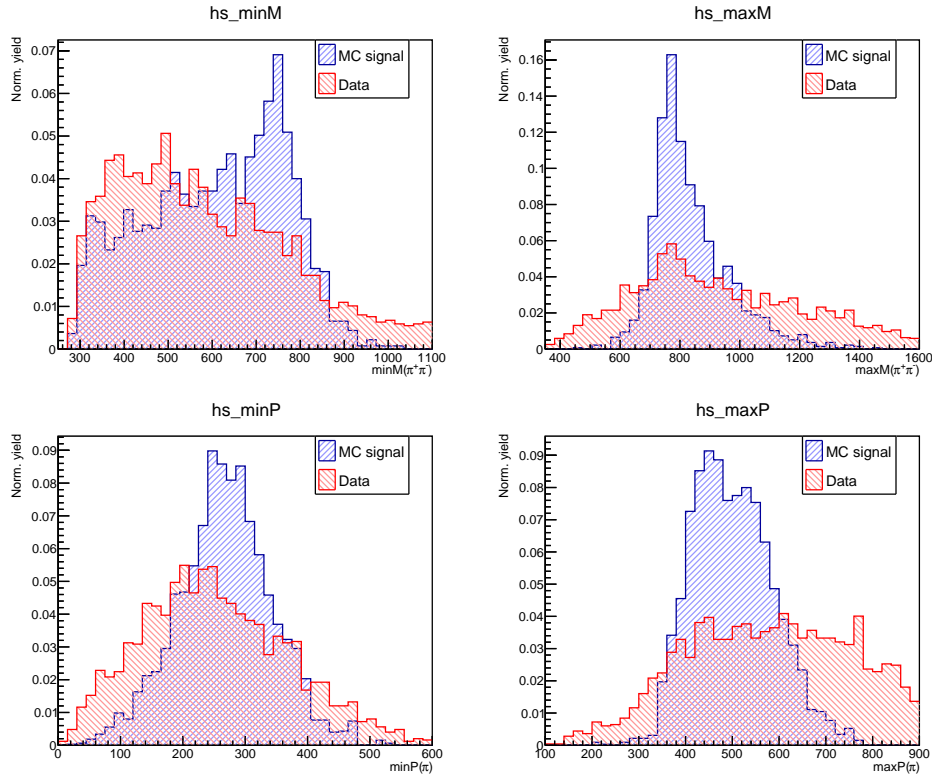 hs_minM
Norm. yield
MC signal
Data
0.07
0.06
0.05
0.04
0.03
0.02
0.01
0
300 400 500 600 700 800 900 1000 1100
minM(π⁺π⁻)
hs_maxM
Norm. yield
MC signal
Data
0.16
0.14
0.12
0.1
0.08
0.06
0.04
0.02
0
400 600 800 1000 1200 1400 1600
maxM(π⁺π⁻)
hs_minP
Norm. yield
MC signal
Data
0.09
0.08
0.07
0.06
0.05
0.04
0.03
0.02
0.01
0
0 100 200 300 400 500 600
minP(π)
hs_maxP
Norm. yield
MC signal
Data
0.09
0.08
0.07
0.06
0.05
0.04
0.03
0.02
0.01
0
100 200 300 400 500 600 700 800 900
maxP(π)